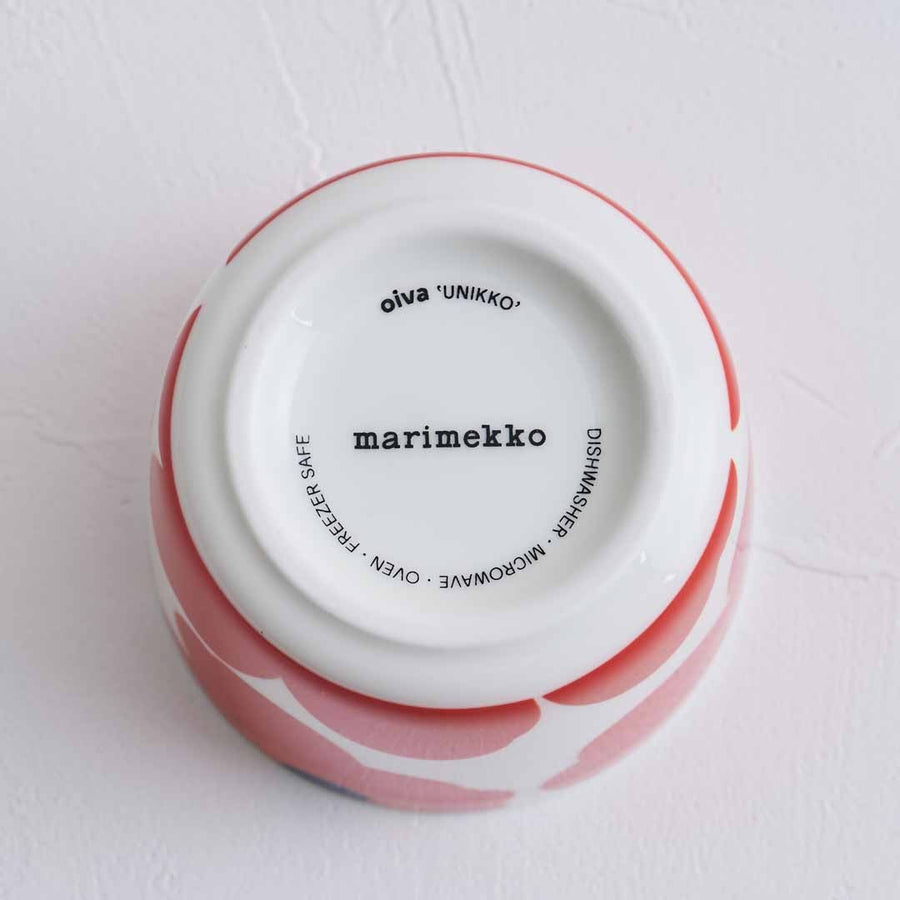 oiva ‘UNIKKO’
marimekko
DISHWASHER · MICROWAVE · OVEN · FREEZER SAFE